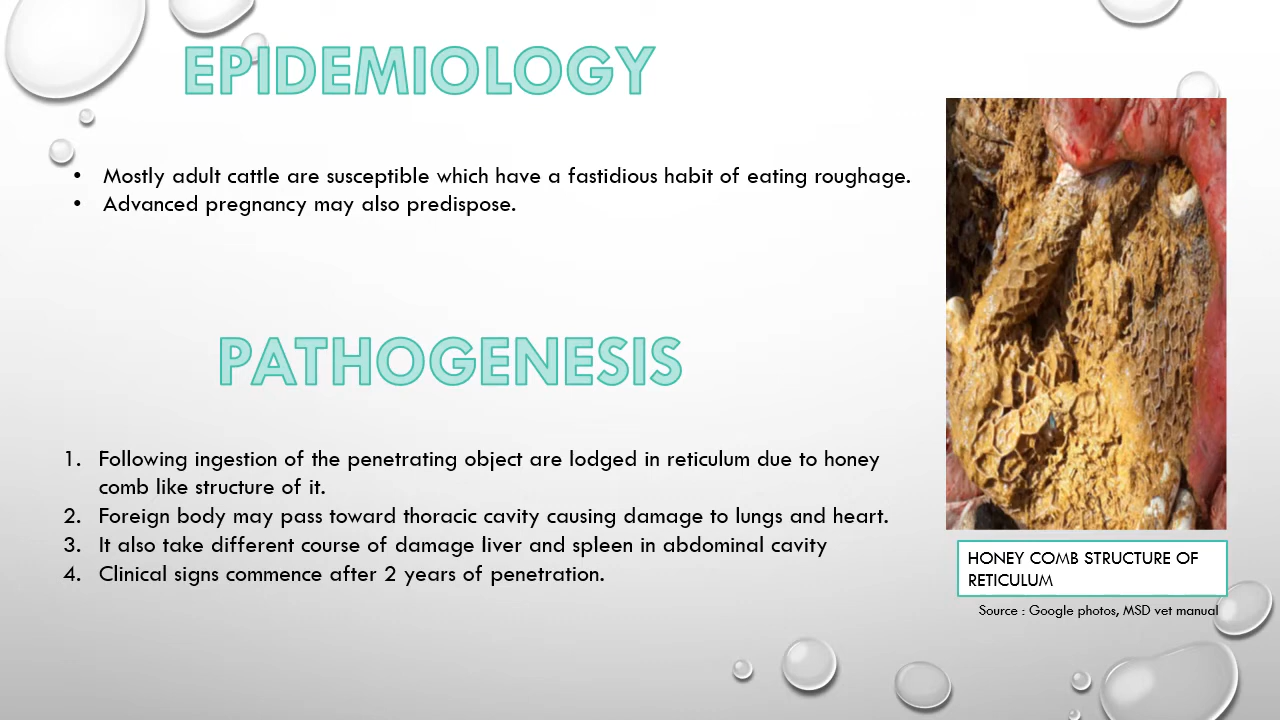 EPIDEMIOLOGY
• Mostly adult cattle are susceptible which have a fastidious habit of eating roughage.
• Advanced pregnancy may also predispose.
PATHOGENESIS
1. Following ingestion of the penetrating object are lodged in reticulum due to honey
comb like structure of it.
2. Foreign body may pass toward thoracic cavity causing damage to lungs and heart.
3. It also take different course of damage liver and spleen in abdominal cavity
4. Clinical signs commence after 2 years of penetration.
HONEY COMB STRUCTURE OF
RETICULUM
Source : Google photos, MSD vet manual